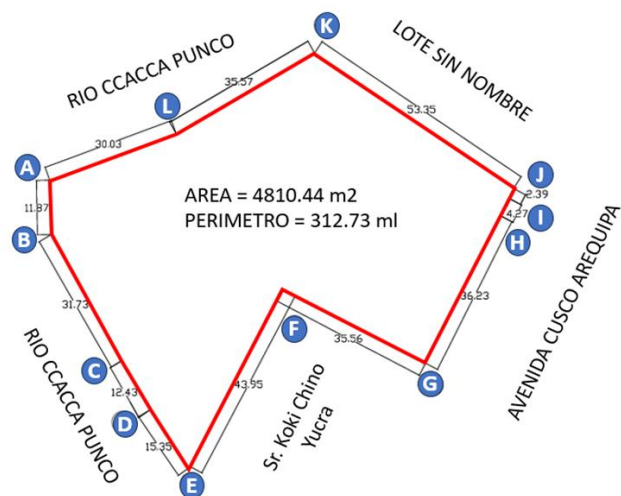 K
RIO CCACCA PUNCO
LOTE SIN NOMBRE
35.57
L
53.35
30.03
A
J
AREA = 4810.44 m2
PERIMETRO = 312.73 ml
2.39
11.87
4.27
I
H
B
AVENIDA CUSCO AREQUIPA
31.73
36.23
F
35.56
RIO CCACCA PUNCO
C
G
12.43
43.95
D
Sr. Koki Chino
Yucra
15.35
E